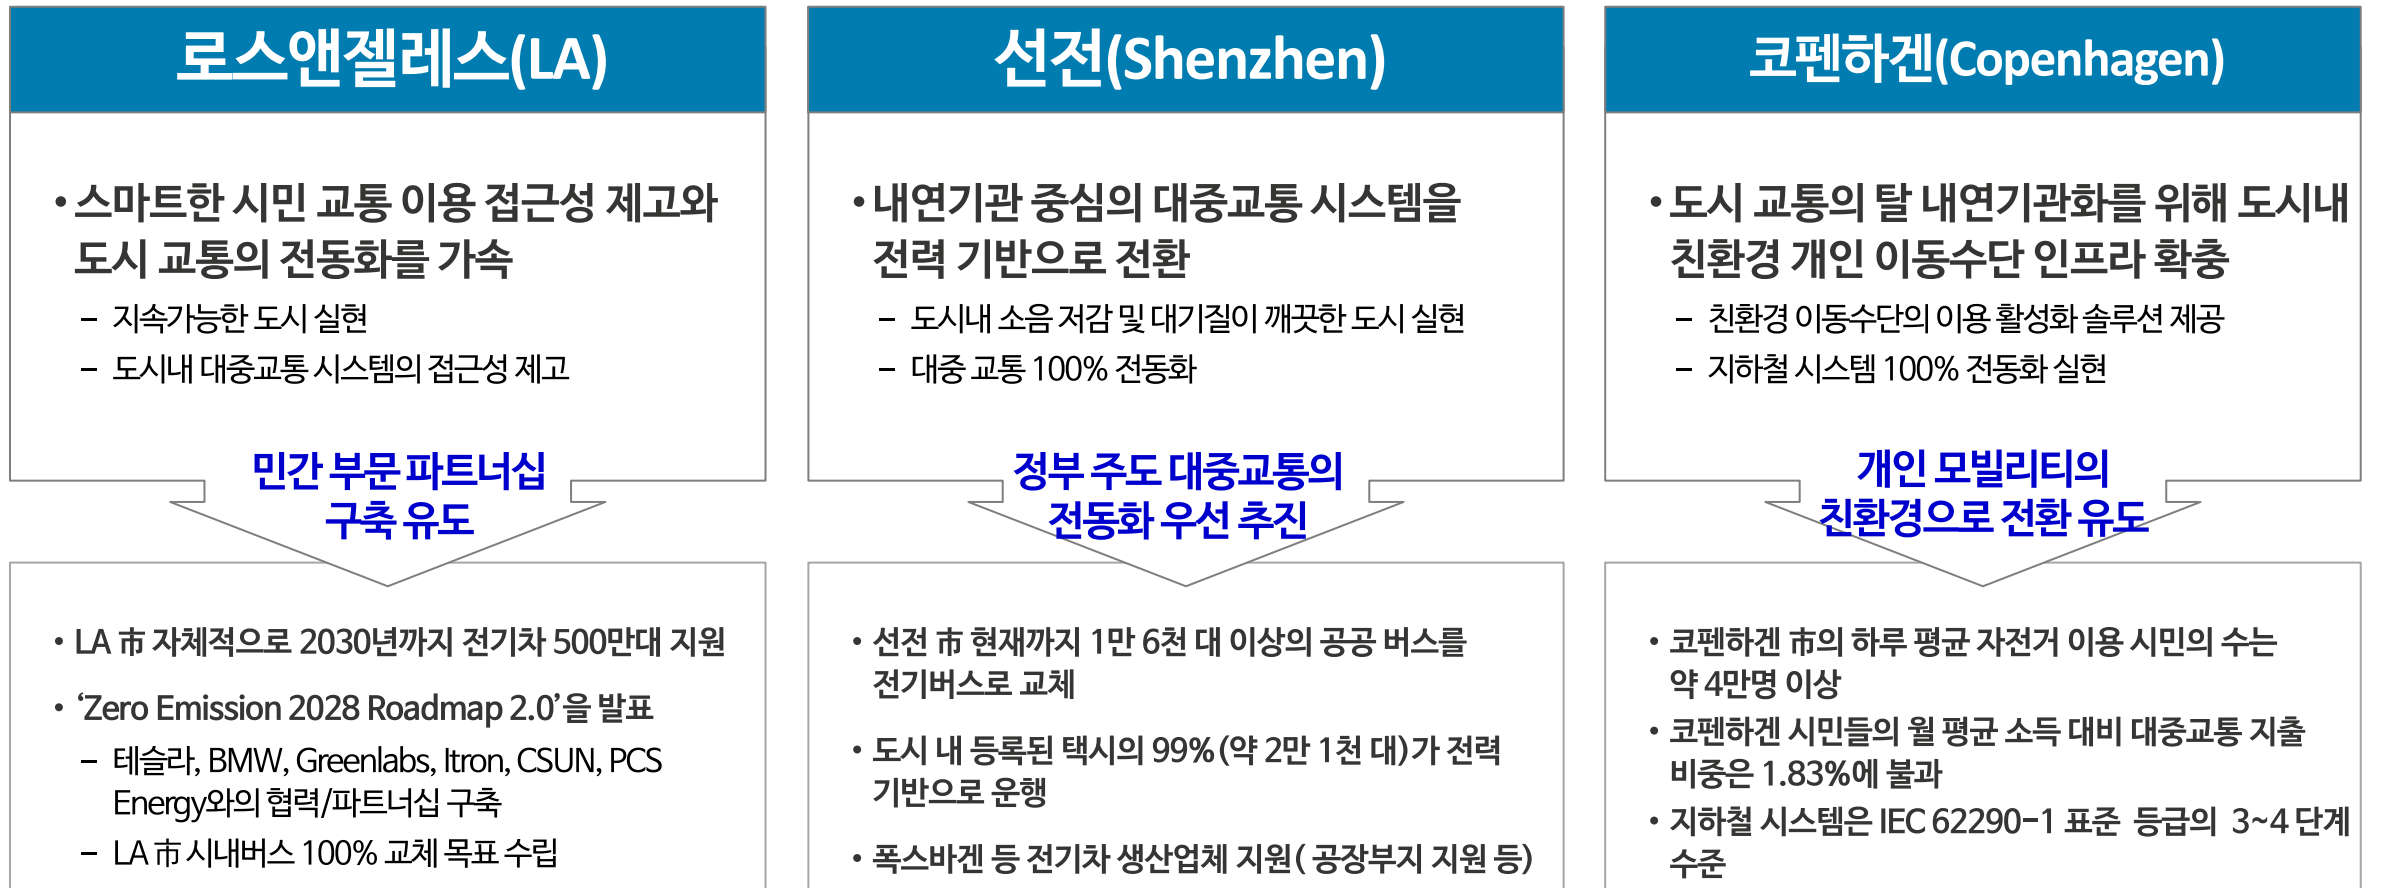 로스앤젤레스(LA)
• 스마트한 시민 교통 이용 접근성 제고와
도시 교통의 전동화를 가속
– 지속가능한 도시 실현
– 도시내 대중교통 시스템의 접근성 제고
민간 부문 파트너십
구축 유도
• LA 市 자체적으로 2030년까지 전기차 500만대 지원
• ‘Zero Emission 2028 Roadmap 2.0’을 발표
– 테슬라, BMW, Greenlabs, Itron, CSUN, PCS
Energy와의 협력/파트너십 구축
– LA 市 시내버스 100% 교체 목표 수립
선전(Shenzhen)
• 내연기관 중심의 대중교통 시스템을
전력 기반으로 전환
– 도시내 소음 저감 및 대기질이 깨끗한 도시 실현
– 대중 교통 100% 전동화
정부 주도 대중교통의
전동화 우선 추진
• 선전 市 현재까지 1만 6천 대 이상의 공공 버스를
전기버스로 교체
• 도시 내 등록된 택시의 99%(약 2만 1천 대)가 전력
기반으로 운행
• 폭스바겐 등 전기차 생산업체 지원( 공장부지 지원 등)
코펜하겐(Copenhagen)
• 도시 교통의 탈 내연기관화를 위해 도시내
친환경 개인 이동수단 인프라 확충
– 친환경 이동수단의 이용 활성화 솔루션 제공
– 지하철 시스템 100% 전동화 실현
개인 모빌리티의
친환경으로 전환 유도
• 코펜하겐 市의 하루 평균 자전거 이용 시민의 수는
약 4만명 이상
• 코펜하겐 시민들의 월 평균 소득 대비 대중교통 지출
비중은 1.83%에 불과
• 지하철 시스템은 IEC 62290-1 표준 등급의 3~4 단계
수준